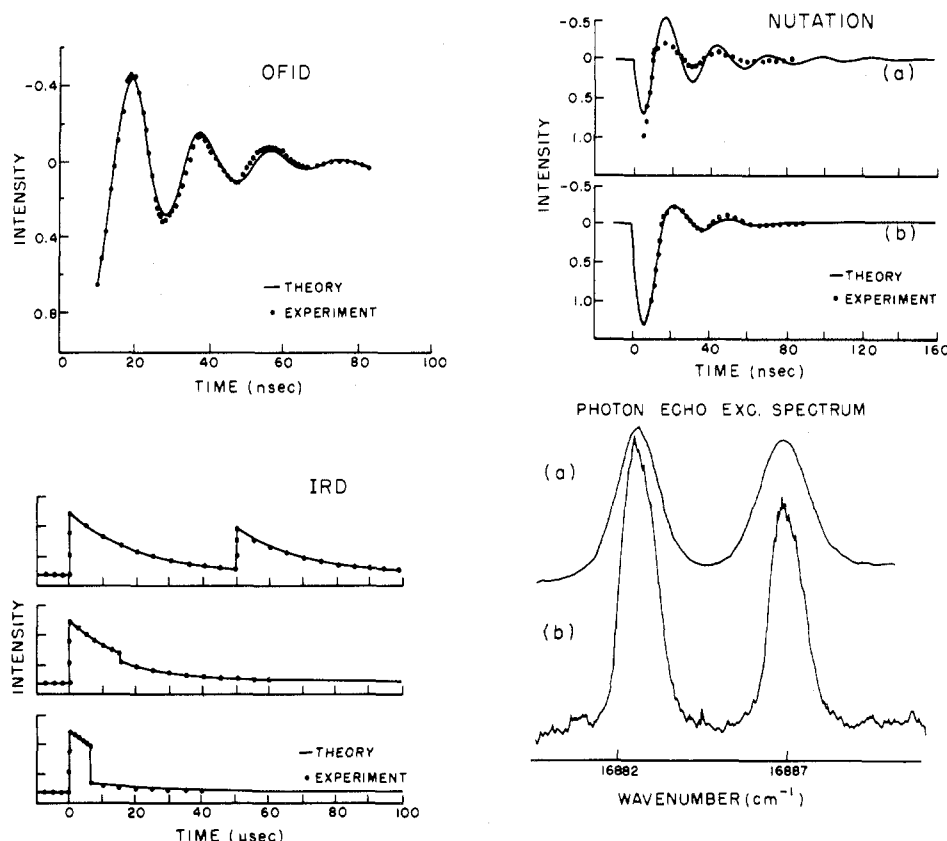 OFID
-0.4
0
0.4
0.8
INTENSITY
— THEORY
• EXPERIMENT
0 20 40 60 80 100
TIME (nsec)
NUTATION
-0.5
0
0.5
1.0
(a)
INTENSITY
-0.5
0
0.5
1.0
(b)
— THEORY
• EXPERIMENT
0 40 80 120 160
TIME (nsec)
IRD
INTENSITY
— THEORY
• EXPERIMENT
0 20 40 60 80 100
TIME (μsec)
PHOTON ECHO EXC. SPECTRUM
(a)
(b)
16882 16887
WAVENUMBER (cm⁻¹)